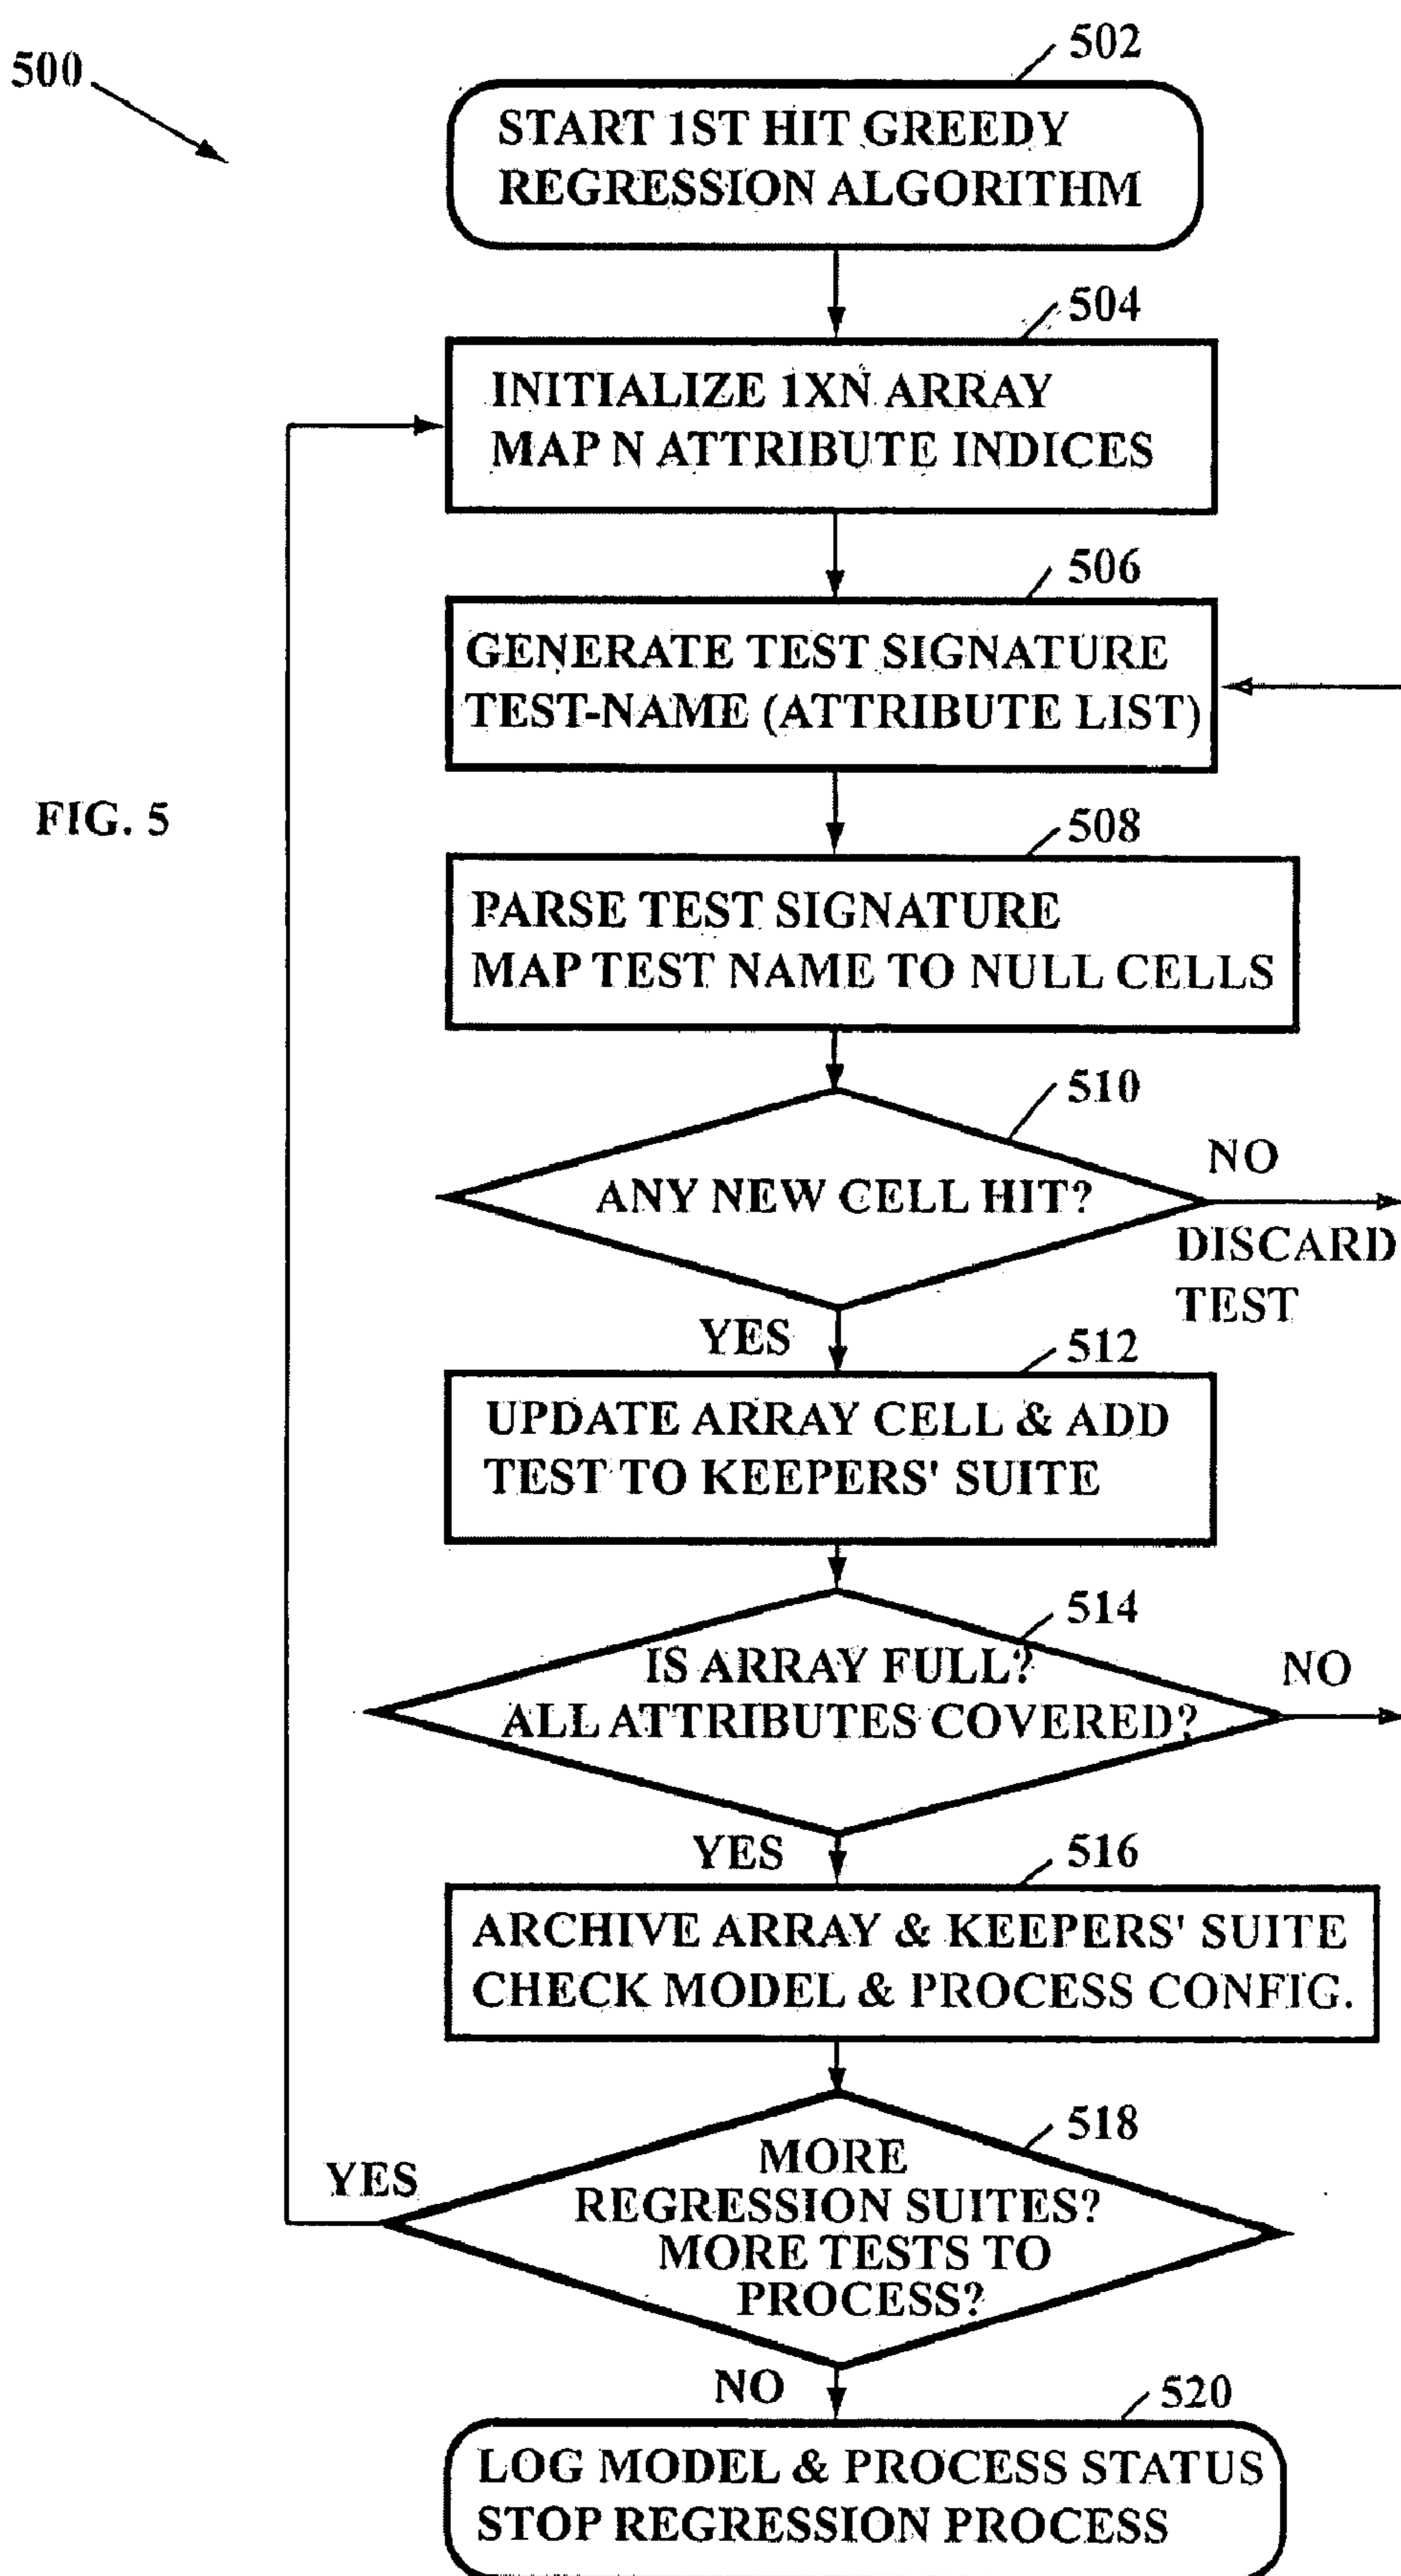 500
502
START 1ST HIT GREEDY
REGRESSION ALGORITHM
504
INITIALIZE 1XN ARRAY
MAP N ATTRIBUTE INDICES
506
GENERATE TEST SIGNATURE
TEST-NAME (ATTRIBUTE LIST)
FIG. 5
508
PARSE TEST SIGNATURE
MAP TEST NAME TO NULL CELLS
510
ANY NEW CELL HIT?
NO
DISCARD
TEST
YES
512
UPDATE ARRAY CELL & ADD
TEST TO KEEPERS' SUITE
514
IS ARRAY FULL?
ALL ATTRIBUTES COVERED?
NO
YES
516
ARCHIVE ARRAY & KEEPERS' SUITE
CHECK MODEL & PROCESS CONFIG.
518
MORE
REGRESSION SUITES?
MORE TESTS TO
PROCESS?
YES
NO
520
LOG MODEL & PROCESS STATUS
STOP REGRESSION PROCESS